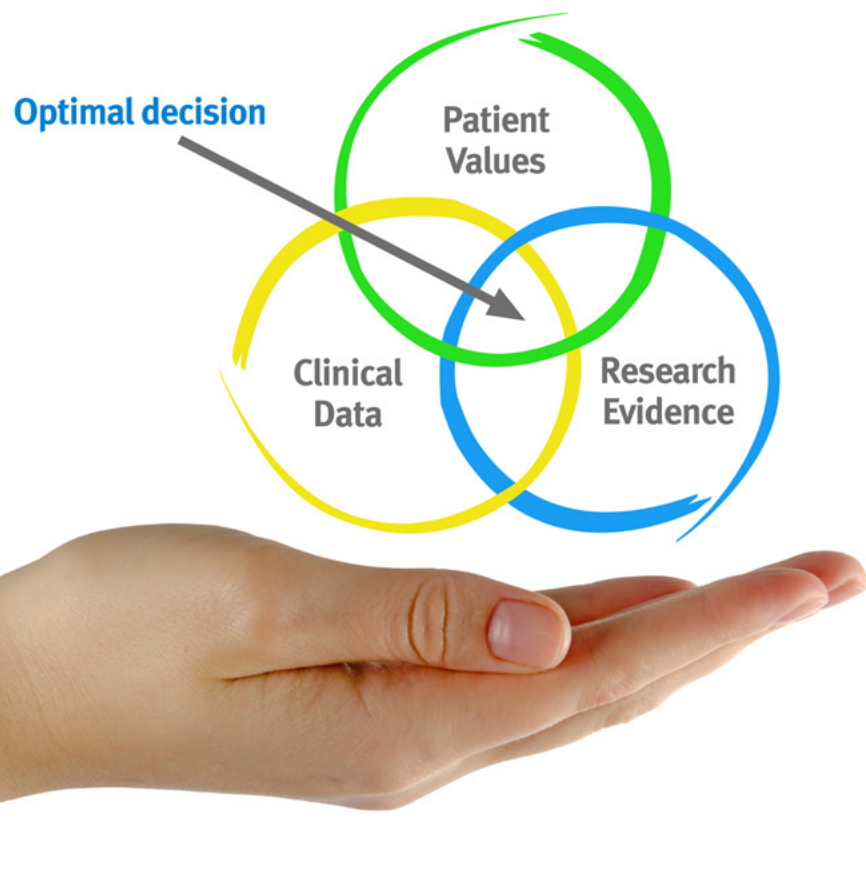 Optimal decision
Patient
Values
Clinical
Data
Research
Evidence